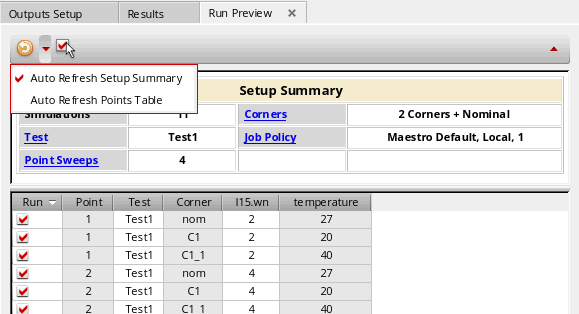 Outputs Setup Results Run Preview
Auto Refresh Setup Summary
Auto Refresh Points Table
Setup Summary
Simulations 11 Corners 2 Corners + Nominal
Test Test1 Job Policy Maestro Default, Local, 1
Point Sweeps 4
Run Point Test Corner I15.wn temperature
1 Test1 nom 2 27
1 Test1 C1 2 20
1 Test1 C1_1 2 40
2 Test1 nom 4 27
2 Test1 C1 4 20
2 Test1 C1_1 4 40